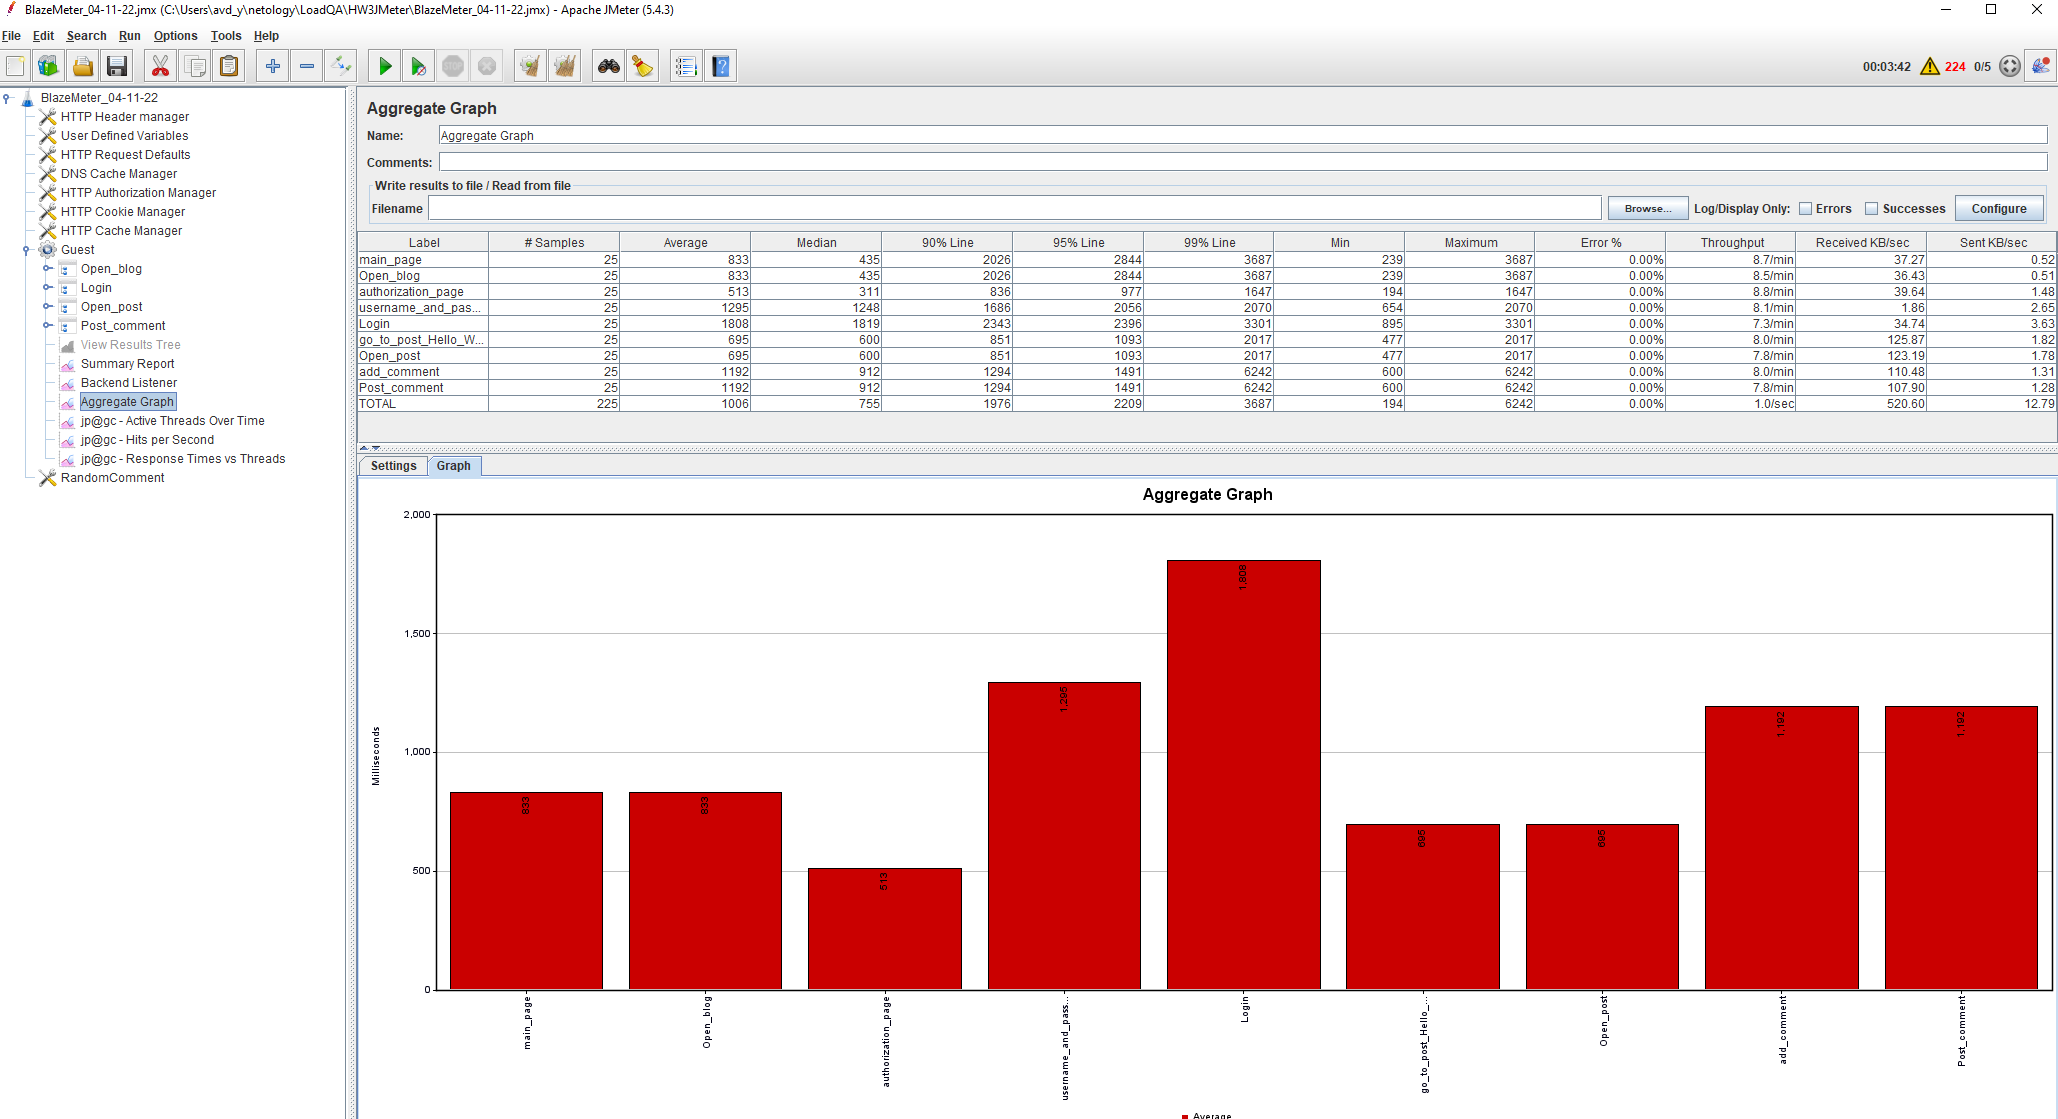 BlazeMeter_04-11-22.jmx (C:\Users\avd_y\netology\LoadQA\HW3JMeter\BlazeMeter_04-11-22.jmx) - Apache JMeter (5.4.3)
File Edit Search Run Options Tools Help
STOP
00:03:42 224 0/5
BlazeMeter_04-11-22
HTTP Header manager
User Defined Variables
HTTP Request Defaults
DNS Cache Manager
HTTP Authorization Manager
HTTP Cookie Manager
HTTP Cache Manager
Guest
Open_blog
Login
Open_post
Post_comment
View Results Tree
Summary Report
Backend Listener
Aggregate Graph
jp@gc - Active Threads Over Time
jp@gc - Hits per Second
jp@gc - Response Times vs Threads
RandomComment
Aggregate Graph
Name: Aggregate Graph
Comments:
Write results to file / Read from file
Filename Browse... Log/Display Only: Errors Successes Configure
Label # Samples Average Median 90% Line 95% Line 99% Line Min Maximum Error % Throughput Received KB/sec Sent KB/sec
main_page 25 833 435 2026 2844 3687 239 3687 0.00% 8.7/min 37.27 0.52
Open_blog 25 833 435 2026 2844 3687 239 3687 0.00% 8.5/min 36.43 0.51
authorization_page 25 513 311 836 977 1647 194 1647 0.00% 8.8/min 39.64 1.48
username_and_pas... 25 1295 1248 1686 2056 2070 654 2070 0.00% 8.1/min 1.86 2.65
Login 25 1808 1819 2343 2396 3301 895 3301 0.00% 7.3/min 34.74 3.63
go_to_post_Hello_W... 25 695 600 851 1093 2017 477 2017 0.00% 8.0/min 125.87 1.82
Open_post 25 695 600 851 1093 2017 477 2017 0.00% 7.8/min 123.19 1.78
add_comment 25 1192 912 1294 1491 6242 600 6242 0.00% 8.0/min 110.48 1.31
Post_comment 25 1192 912 1294 1491 6242 600 6242 0.00% 7.8/min 107.90 1.28
TOTAL 225 1006 755 1976 2209 3687 194 6242 0.00% 1.0/sec 520.60 12.79
Settings Graph
Aggregate Graph
2,000
1,500
1,000
500
0
Milliseconds
833
833
513
1,295
1,808
695
695
1,192
1,192
main_page
Open_blog
authorization_page
username_and_pass...
Login
go_to_post_Hello_...
Open_post
add_comment
Post_comment
Average